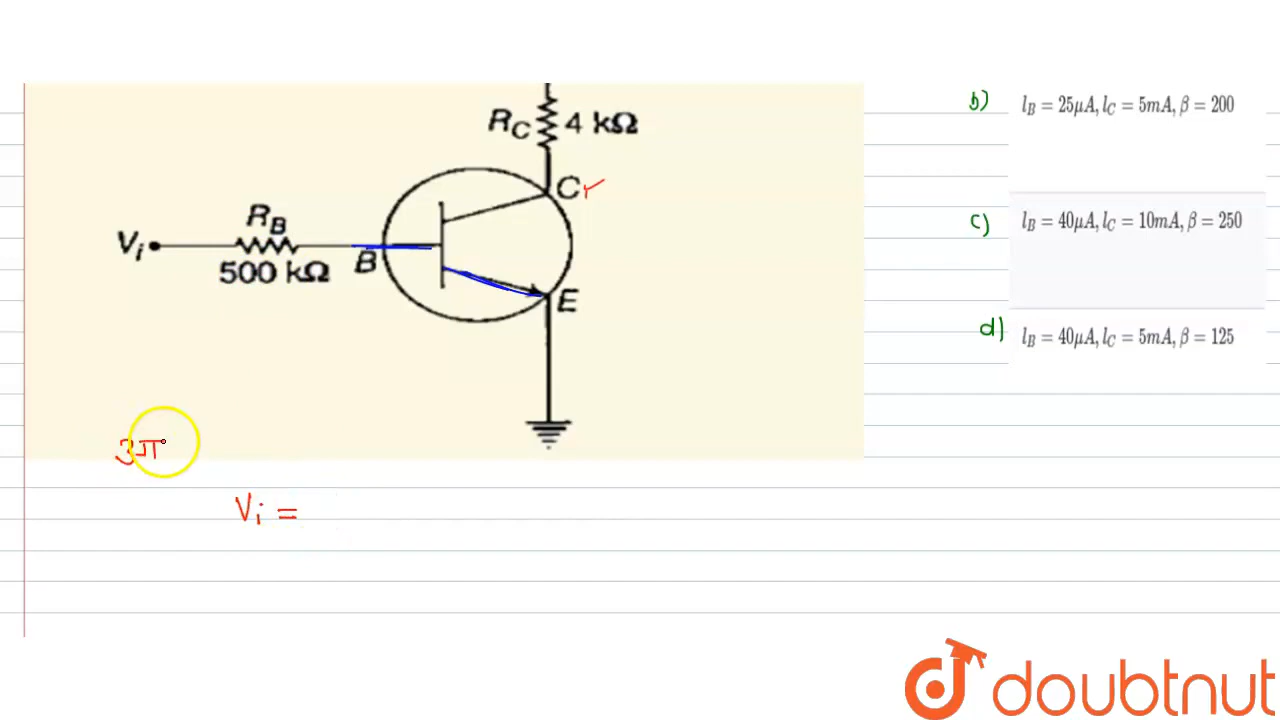 R_C 4 kΩ
C
V_i R_B
500 kΩ B
E
उπ
V_i =
b) I_B = 25μA, I_C = 5mA, β = 200
c) I_B = 40μA, I_C = 10mA, β = 250
d) I_B = 40μA, I_C = 5mA, β = 125
doubtnut